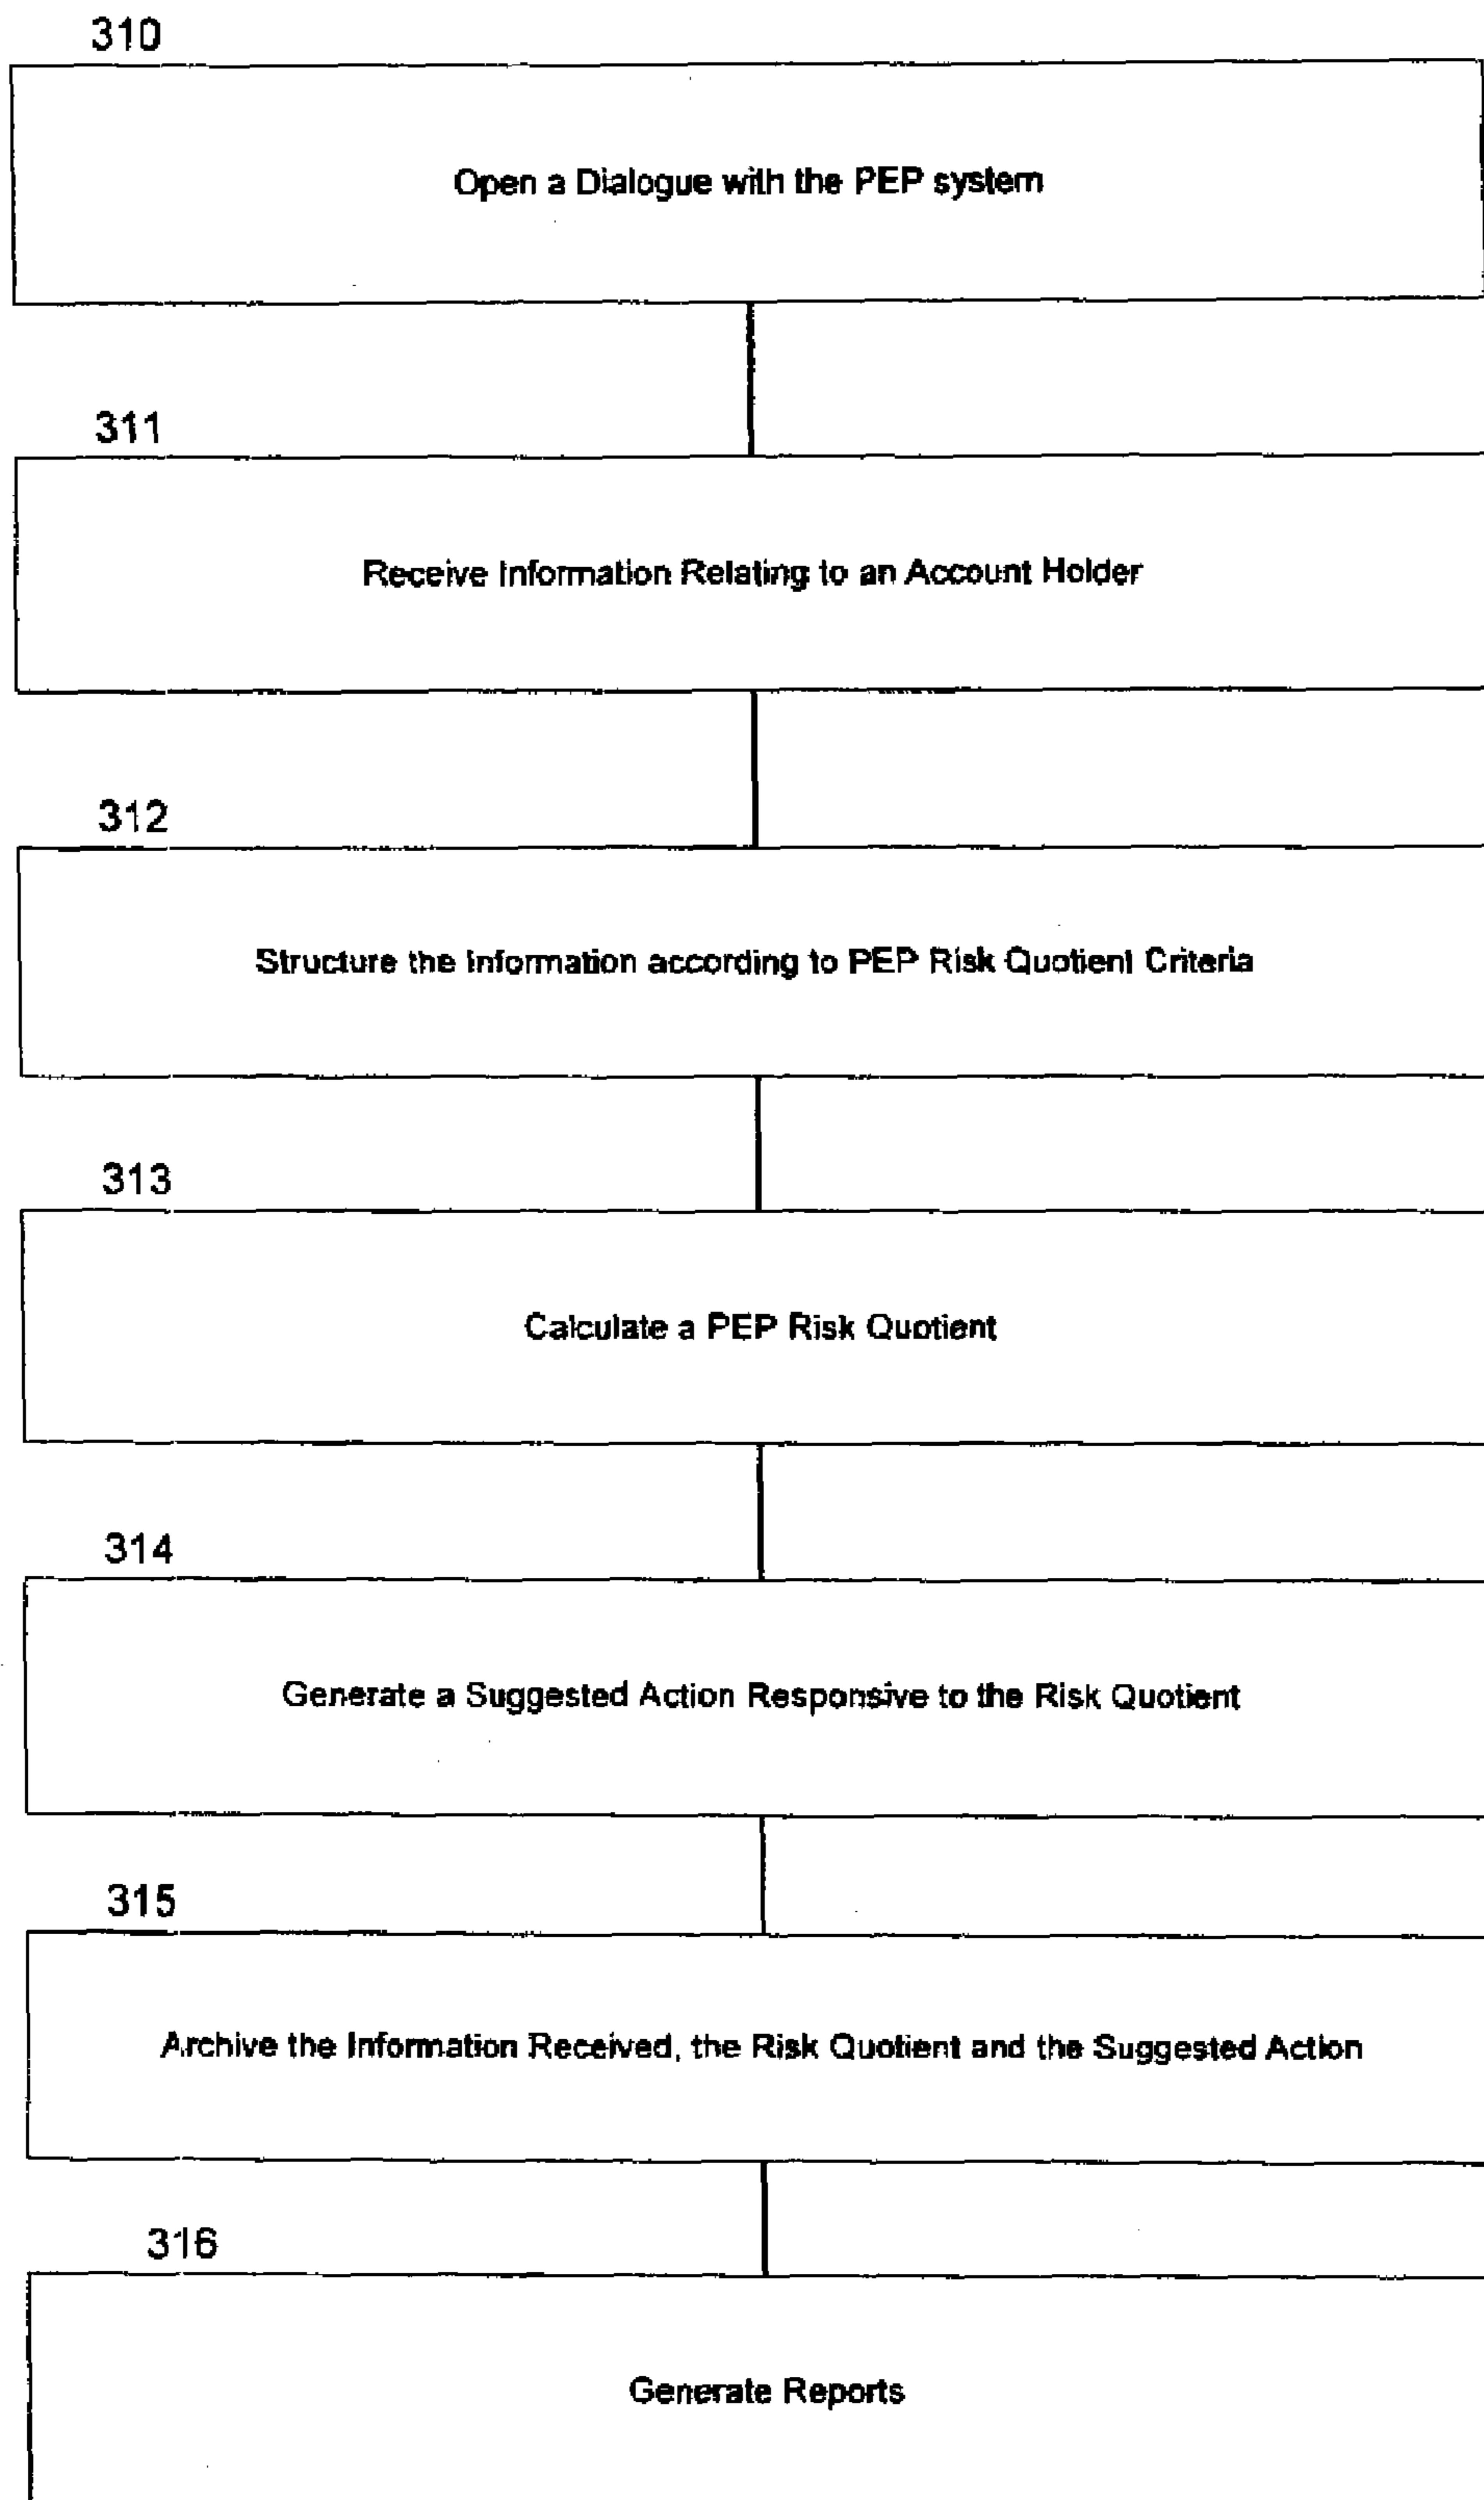 310
Open a Dialogue with the PEP system
311
Receive Information Relating to an Account Holder
312
Structure the Information according to PEP Risk Quotient Criteria
313
Calculate a PEP Risk Quotient
314
Generate a Suggested Action Responsive to the Risk Quotient
315
Archive the Information Received, the Risk Quotient and the Suggested Action
316
Generate Reports